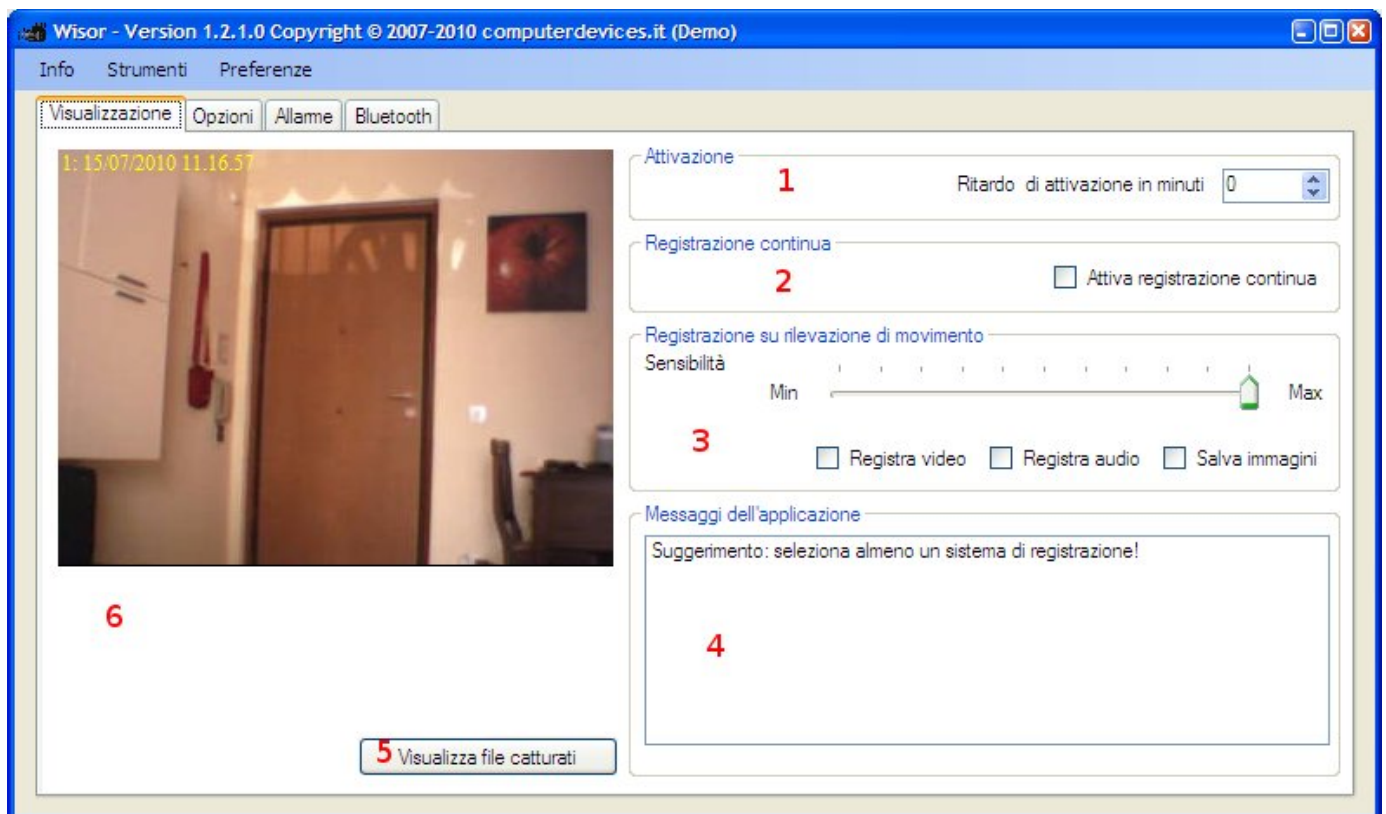 Wisor - Version 1.2.1.0 Copyright © 2007-2010 computerdevices.it (Demo)
Info Strumenti Preferenze
Visualizzazione Opzioni Allarme Bluetooth
1: 15/07/2010 11.16.57
Attivazione
1
Ritardo di attivazione in minuti 0
Registrazione continua
2
Attiva registrazione continua
Registrazione su rilevazione di movimento
Sensibilità
Min Max
3
Registra video Registra audio Salva immagini
Messaggi dell'applicazione
Suggerimento: seleziona almeno un sistema di registrazione!
4
6
5 Visualizza file catturati